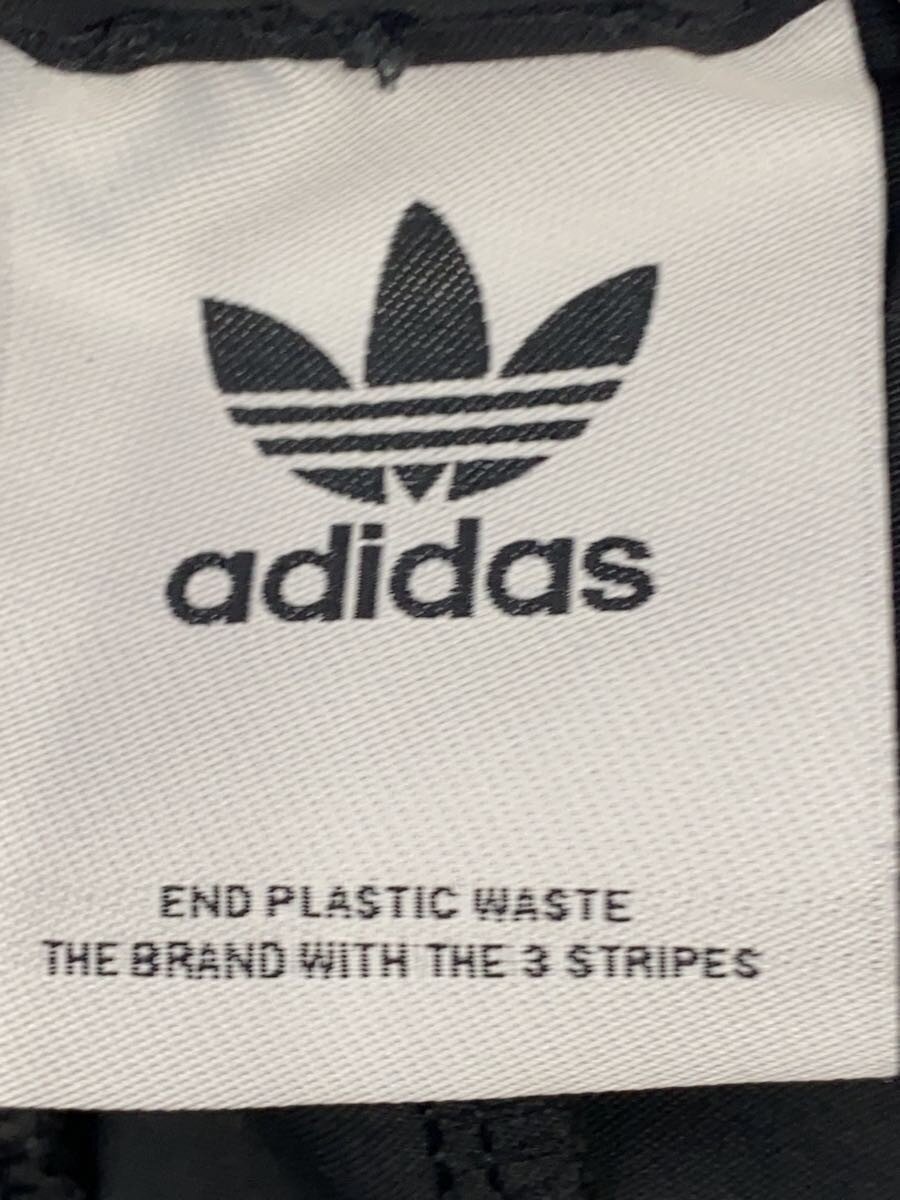 adidas
END PLASTIC WASTE
THE BRAND WITH THE 3 STRIPES